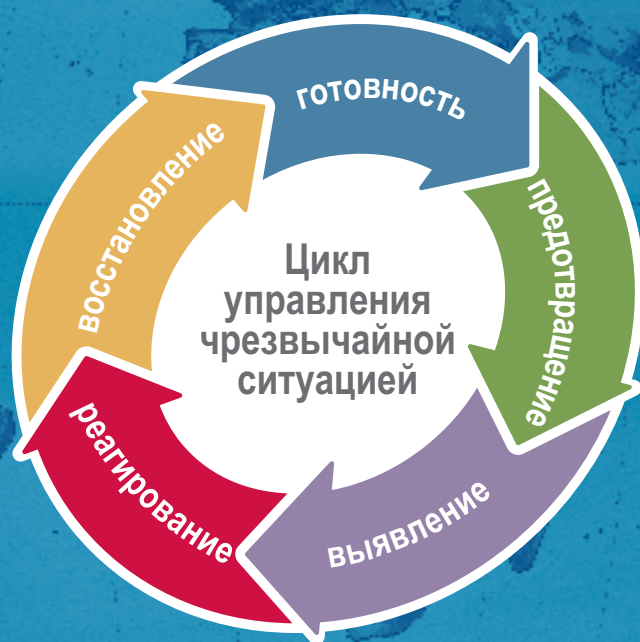 готовность
предотвращение
выявление
реагирование
восстановление
Цикл
управления
чрезвычайной
ситуацией